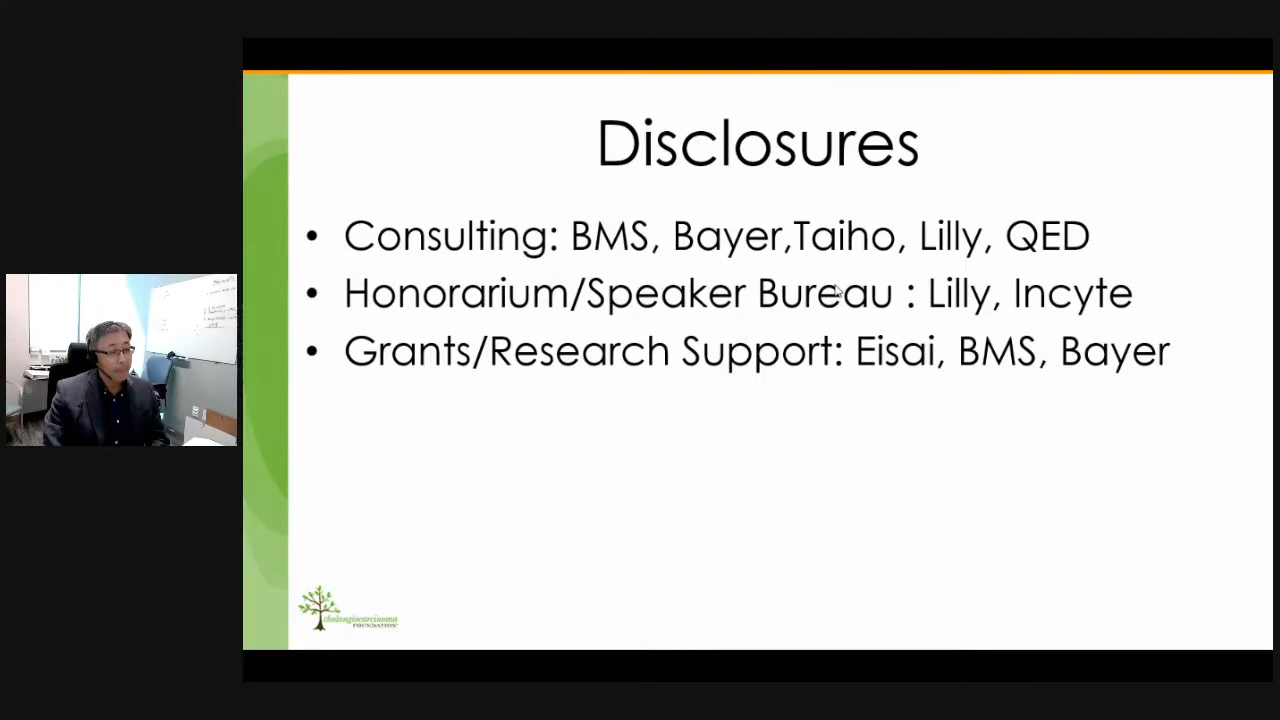 Disclosures
• Consulting: BMS, Bayer,Taiho, Lilly, QED
• Honorarium/Speaker Bureau : Lilly, Incyte
• Grants/Research Support: Eisai, BMS, Bayer
cholangiocarcinoma
FOUNDATION